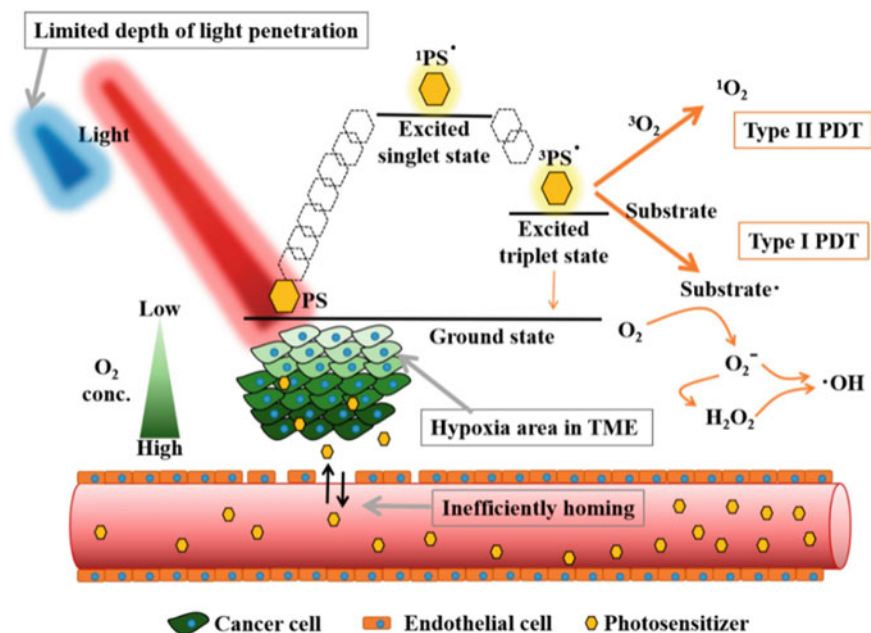 Limited depth of light penetration
Light
¹PS•
Excited
singlet state
³PS•
Excited
triplet state
³O₂
¹O₂
Type II PDT
Substrate
Type I PDT
Substrate·
PS
Ground state
O₂
O₂⁻
·OH
H₂O₂
Low
O₂
conc.
High
Hypoxia area in TME
Inefficiently homing
Cancer cell
Endothelial cell
Photosensitizer